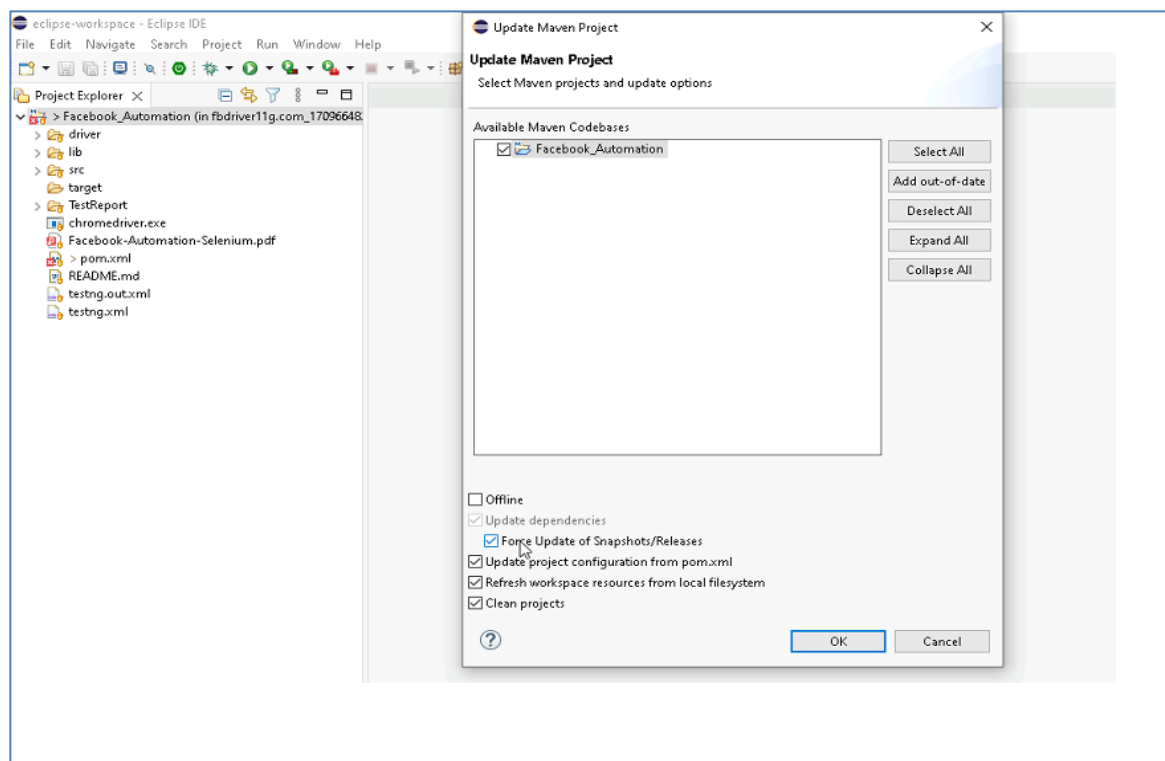 eclipse-workspace - Eclipse IDE
File Edit Navigate Search Project Run Window Help
Project Explorer
> Facebook_Automation (in fbdriver11g.com_17096648
driver
lib
src
target
TestReport
chromedriver.exe
Facebook-Automation-Selenium.pdf
> pom.xml
README.md
testng.out.xml
testng.xml
Update Maven Project
Update Maven Project
Select Maven projects and update options
Available Maven Codebases
Facebook_Automation
Select All
Add out-of-date
Deselect All
Expand All
Collapse All
Offline
Update dependencies
Force Update of Snapshots/Releases
Update project configuration from pom.xml
Refresh workspace resources from local filesystem
Clean projects
OK Cancel